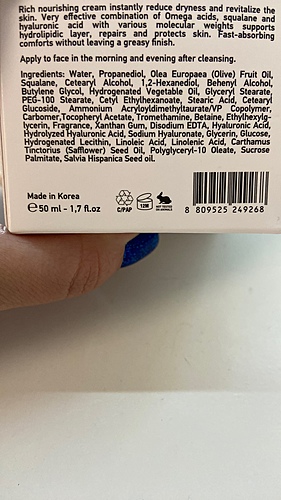 Rich nourishing cream instantly reduce dryness and revitalize the
skin. Very effective combination of Omega acids, squalane and
hyaluronic acid with various molecular weights supports
hydrolipidic layer, repairs and protects skin. Fast-absorbing
comforts without leaving a greasy finish.
Apply to face in the morning and evening after cleansing.
Ingredients: Water, Propanediol, Olea Europaea (Olive) Fruit Oil,
Squalane, Cetearyl Alcohol, 1,2-Hexanediol, Behenyl Alcohol,
Butylene Glycol, Hydrogenated Vegetable Oil, Glyceryl Stearate,
PEG-100 Stearate, Cetyl Ethylhexanoate, Stearic Acid, Cetearyl
Glucoside, Ammonium Acryloyldimethyltaurate/VP Copolymer,
Carbomer,Tocopheryl Acetate, Tromethamine, Betaine, Ethylhexylg-
lycerin, Fragrance, Xanthan Gum, Disodium EDTA, Hyaluronic Acid,
Hydrolyzed Hyaluronic Acid, Sodium Hyaluronate, Glycerin, Glucose,
Hydrogenated Lecithin, Linoleic Acid, Linolenic Acid, Carthamus
Tinctorius (Safflower) Seed Oil, Polyglyceryl-10 Oleate, Sucrose
Palmitate, Salvia Hispanica Seed oil.
Made in Korea
℮50 ml - 1,7 fl.oz
C/PAP
12M
NOT TESTED
ON ANIMALS
8 809525 249268